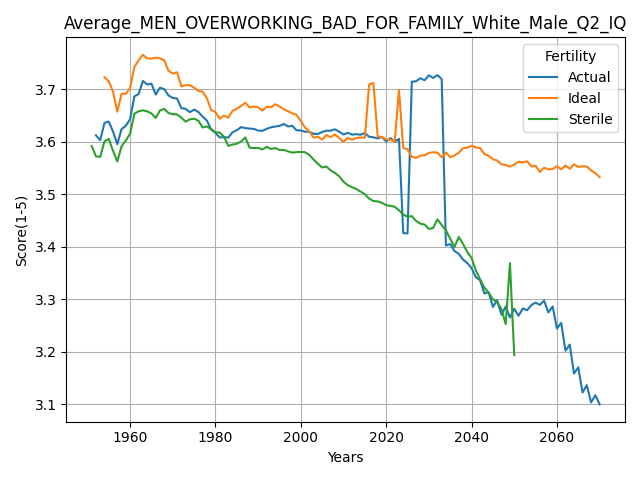 Average_MEN_OVERWORKING_BAD_FOR_FAMILY_White_Male_Q2_IQ
Fertility
Actual
Ideal
Sterile
Score(1-5)
3.7
3.6
3.5
3.4
3.3
3.2
3.1
1960
1980
2000
2020
2040
2060
Years